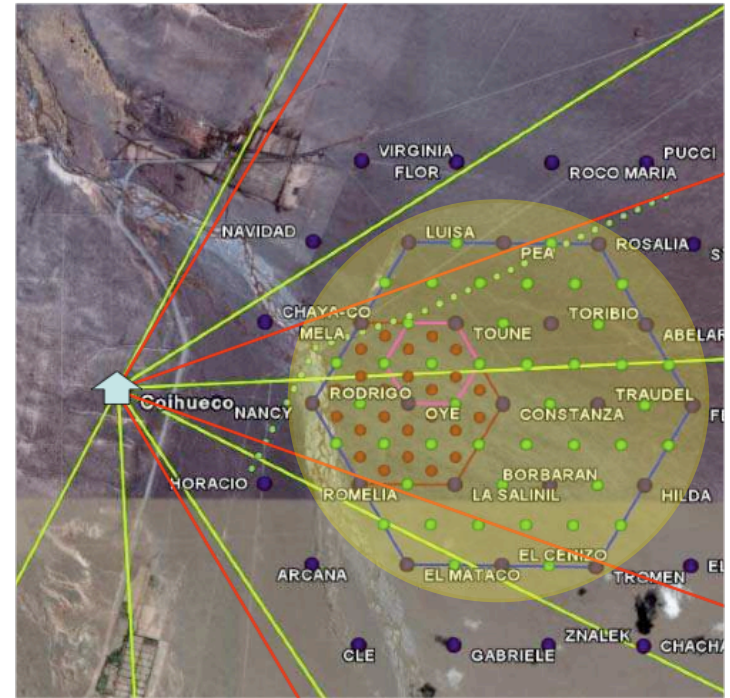 VIRGINIA
PUCCI
FLOR
ROCO MARIA
NAVIDAD
LUISA
PEA
ROSALIA
CHAYA-CO
TORIBIO
MELA
TOUNE
RODRIGO
TRAUDEL
Coihueco
NANCY
OYE
CONSTANZA
HORACIO
BORBARAN
ROMELIA
LA SALINIL
HILDA
EL CENIZO
ARCANA
EL MATACO
TROMEN
EL
ZNALEK
CLE
GABRIELE
CHACHA
ABELAR